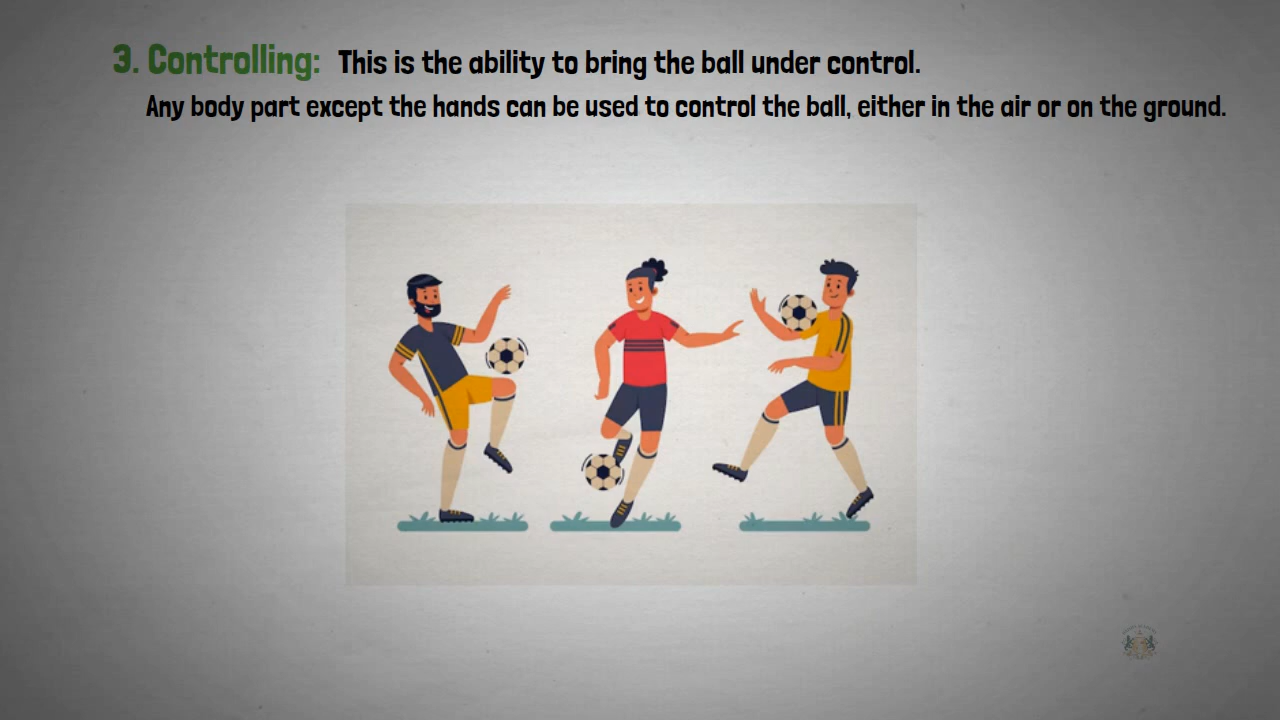 3. Controlling: This is the ability to bring the ball under control.
Any body part except the hands can be used to control the ball, either in the air or on the ground.